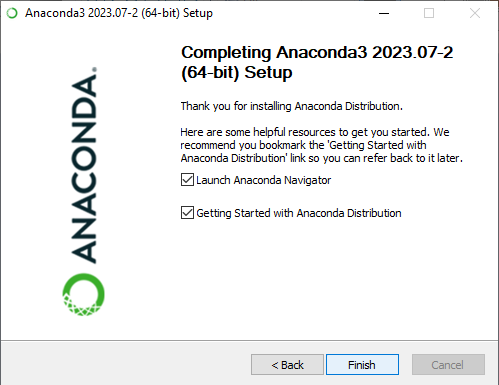 Anaconda3 2023.07-2 (64-bit) Setup
Completing Anaconda3 2023.07-2
(64-bit) Setup
Thank you for installing Anaconda Distribution.
Here are some helpful resources to get you started. We
recommend you bookmark the 'Getting Started with
Anaconda Distribution' link so you can refer back to it later.
Launch Anaconda Navigator
Getting Started with Anaconda Distribution
ANACONDA.
< Back
Finish
Cancel